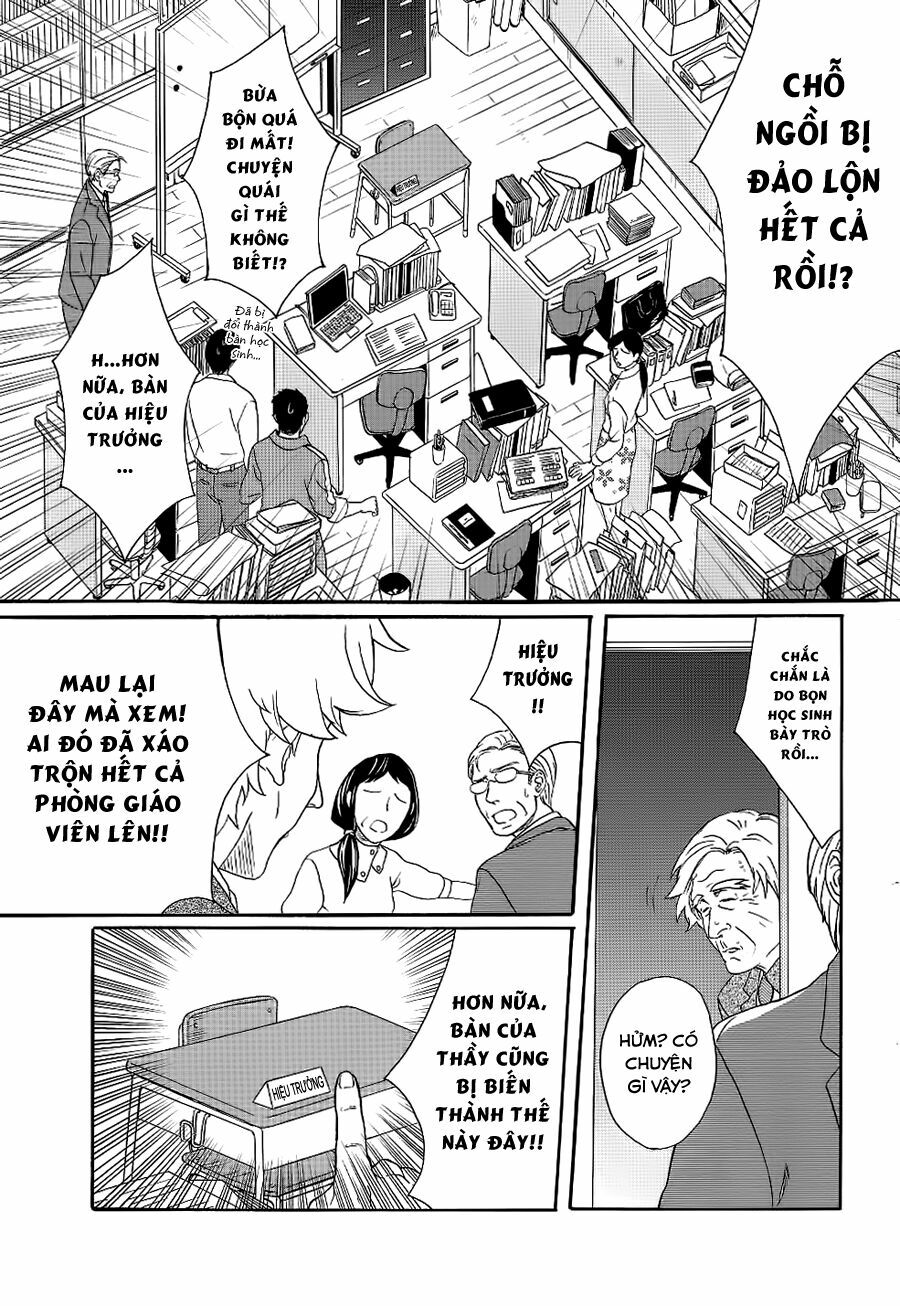 CHỖ
NGỒI BỊ
ĐẢO LỘN
HẾT CẢ
RỒI!?
BỪA
BỘN QUÁ
ĐI MẤT!
CHUYỆN
QUÁI
GÌ THẾ
KHÔNG
BIẾT!?
HIỆU TRƯỞNG
Đã bị
đổi thành
bàn học
sinh...
H...HƠN
NỮA, BÀN
CỦA HIỆU
TRƯỞNG
...
CHẮC
CHẮN LÀ
DO BỌN
HỌC SINH
BÀY TRÒ
RỒI...
HỬM? CÓ
CHUYỆN
GÌ VẬY?
HIỆU
TRƯỞNG
!!
MAU LẠI
ĐÂY MÀ XEM!
AI ĐÓ ĐÃ XÁO
TRỘN HẾT CẢ
PHÒNG GIÁO
VIÊN LÊN!!
HƠN NỮA,
BÀN CỦA
THẦY CŨNG
BỊ BIẾN
THÀNH THẾ
NÀY ĐÂY!!
HIỆU TRƯỜNG